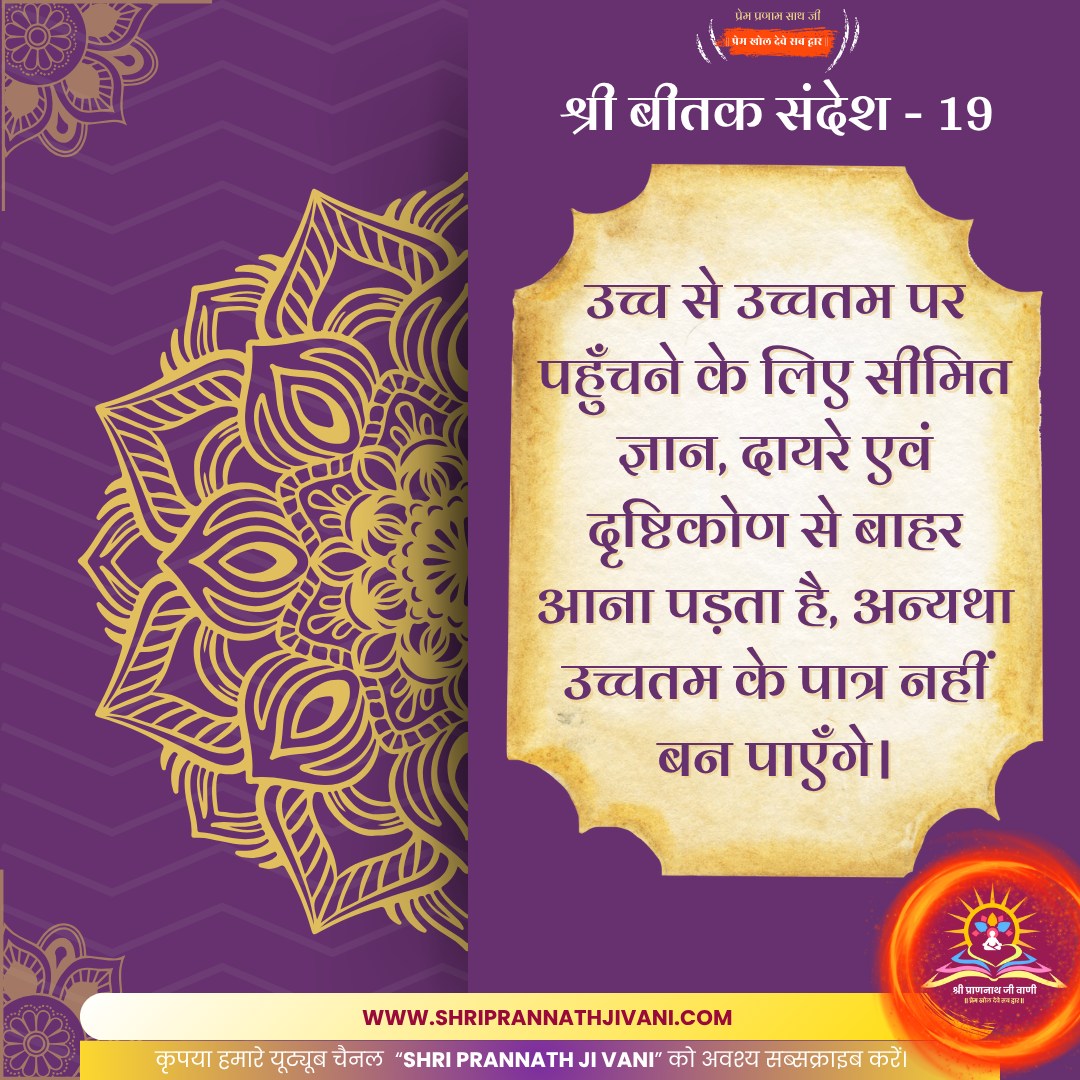 प्रेम प्रणाम साथ जी
॥प्रेम खोल देवे सब द्वार॥
श्री बीतक संदेश - 19
उच्च से उच्चतम पर
पहुँचने के लिए सीमित
ज्ञान, दायरे एवं
दृष्टिकोण से बाहर
आना पड़ता है, अन्यथा
उच्चतम के पात्र नहीं
बन पाएँगे।
श्री प्राणनाथ जी वाणी
॥ प्रेम खोल देवे सब द्वार ॥
WWW.SHRIPRANNATHJIVANI.COM
कृपया हमारे यूट्यूब चैनल “SHRI PRANNATH JI VANI” को अवश्य सब्सक्राइब करें।